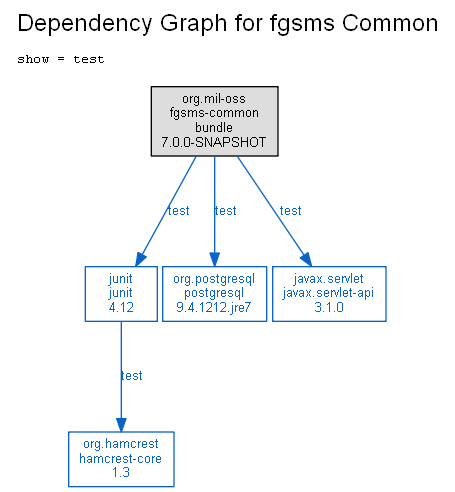 Dependency Graph for fgsms Common
show = test
org.mil-oss
fgsms-common
bundle
7.0.0-SNAPSHOT
test
test
test
junit
junit
4.12
org.postgresql
postgresql
9.4.1212.jre7
javax.servlet
javax.servlet-api
3.1.0
test
org.hamcrest
hamcrest-core
1.3